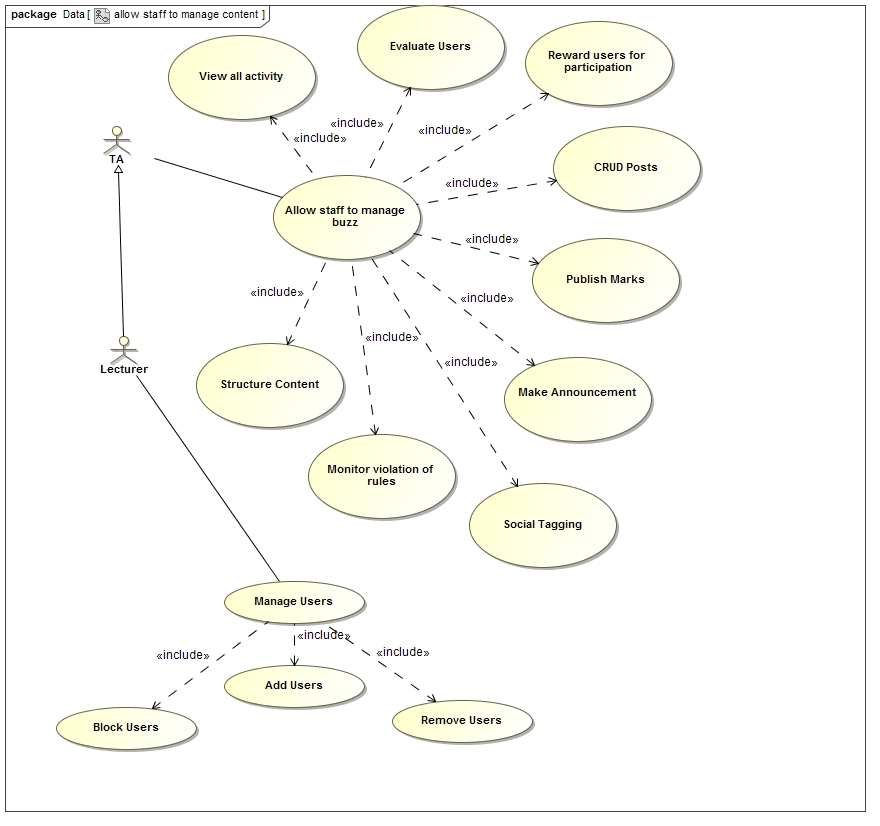 package Data [ allow staff to manage content ]
View all activity
Evaluate Users
Reward users for
participation
«include»
«include»
«include»
TA
CRUD Posts
«include»
Allow staff to manage
buzz
«include»
Publish Marks
«include»
«include»
«include»
«include»
Lecturer
Structure Content
Make Announcement
Monitor violation of
rules
Social Tagging
Manage Users
«include»
«include»
«include»
Add Users
Block Users
Remove Users